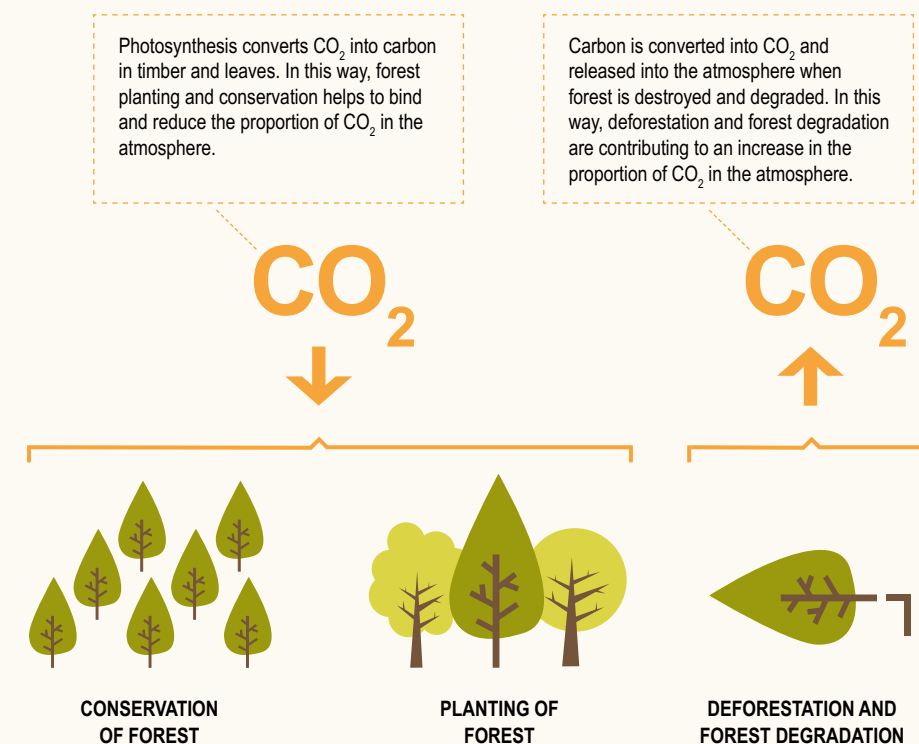 Photosynthesis converts CO₂ into carbon
in timber and leaves. In this way, forest
planting and conservation helps to bind
and reduce the proportion of CO₂ in the
atmosphere.
Carbon is converted into CO₂ and
released into the atmosphere when
forest is destroyed and degraded. In this
way, deforestation and forest degradation
are contributing to an increase in the
proportion of CO₂ in the atmosphere.
CO₂
CO₂
CONSERVATION
OF FOREST
PLANTING OF
FOREST
DEFORESTATION AND
FOREST DEGRADATION